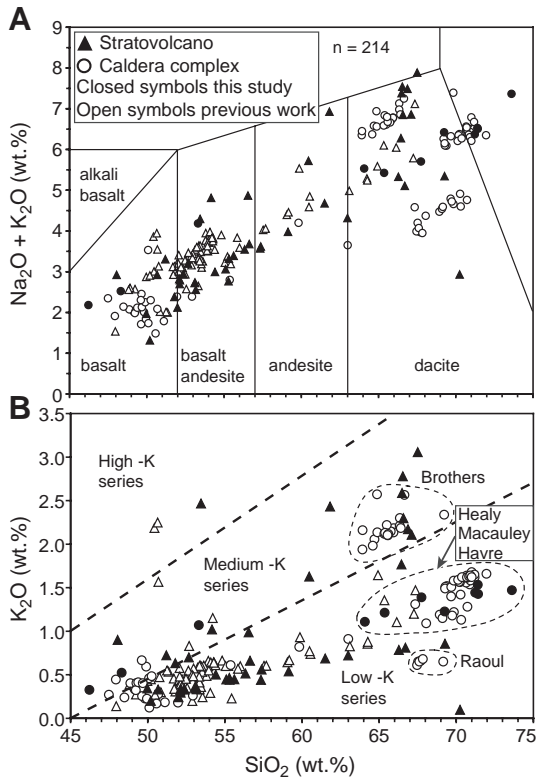 A
9
8
7
6
5
4
3
2
1
0
Na2O + K2O (wt.%)
▲ Stratovolcano
○ Caldera complex
Closed symbols this study
Open symbols previous work
n = 214
alkali
basalt
basalt
basalt
andesite
andesite
dacite
B
3.5
3.0
2.5
2.0
1.5
1.0
0.5
0.0
K2O (wt.%)
High -K
series
Medium -K
series
Low -K
series
Brothers
Healy
Macauley
Havre
Raoul
45 50 55 60 65 70 75
SiO2 (wt.%)